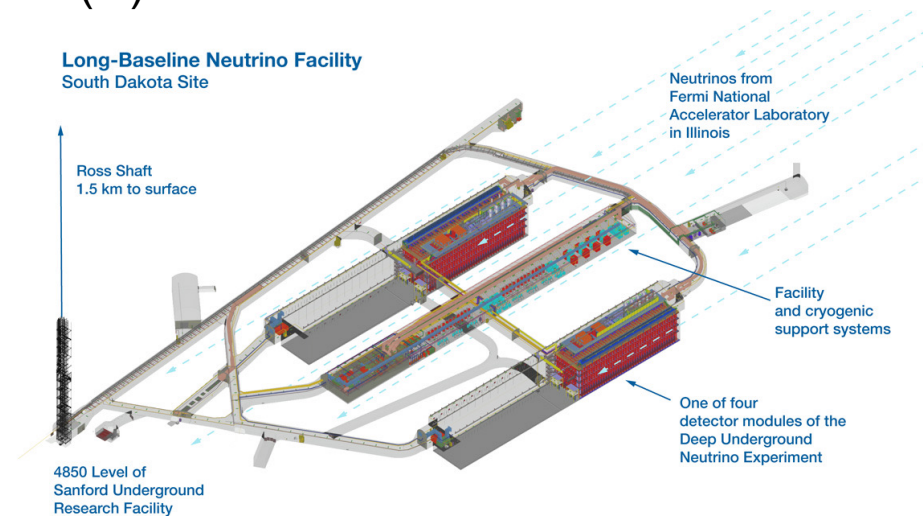 Long-Baseline Neutrino Facility
South Dakota Site
Neutrinos from
Fermi National
Accelerator Laboratory
in Illinois
Ross Shaft
1.5 km to surface
Facility
and cryogenic
support systems
One of four
detector modules of the
Deep Underground
Neutrino Experiment
4850 Level of
Sanford Underground
Research Facility